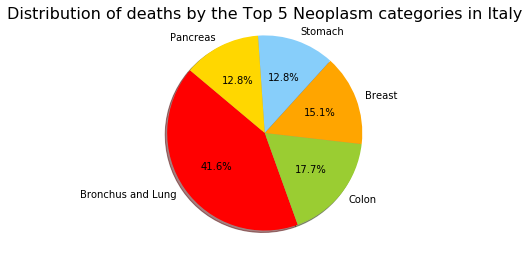 Distribution of deaths by the Top 5 Neoplasm categories in Italy
Stomach
Pancreas
12.8%
12.8%
Breast
15.1%
41.6%
17.7%
Bronchus and Lung
Colon